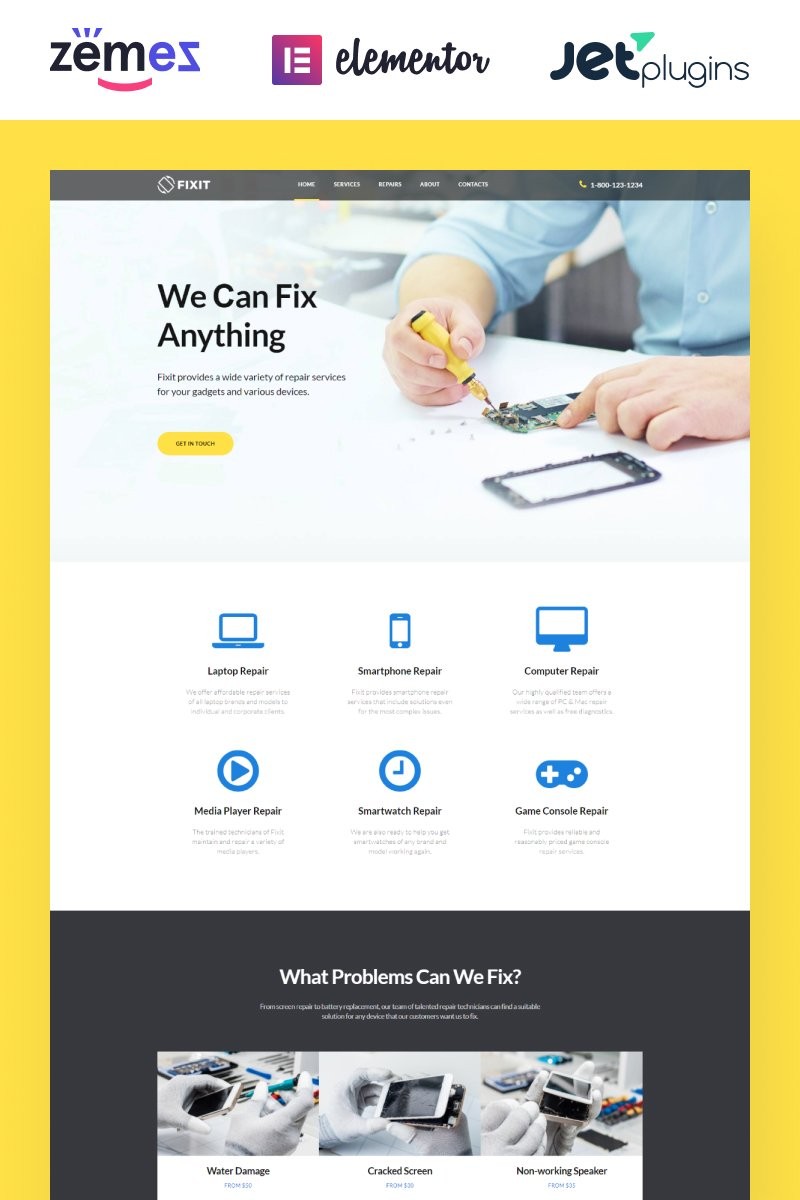 zemez
elementor
Jetplugins
FIXIT
HOME SERVICES REPAIRS ABOUT CONTACTS
1-800-123-1234
We Can Fix
Anything
Fixit provides a wide variety of repair services
for your gadgets and various devices.
GET IN TOUCH
Laptop Repair
We offer affordable repair services
of all laptop trends and models to
individual and corporate clients.
Smartphone Repair
Fixit provides smartphone repair
services that include solutions even
for the most complex issues.
Computer Repair
Our highly qualified team offers a
wide range of PC & Mac repair
services as well as free diagnostics.
Media Player Repair
The trained technicians of Fixit
maintain and repair a variety of
media players.
Smartwatch Repair
We are also ready to help you get
smartwatches of any brand and
model working again.
Game Console Repair
Fixit provides reliable and
reasonably priced game console
repair services.
What Problems Can We Fix?
From screen repair to battery replacement, our team of talented repair technicians can find a suitable
solution for any device that our customers want us to fix.
Water Damage
FROM $50
Cracked Screen
FROM $30
Non-working Speaker
FROM $35